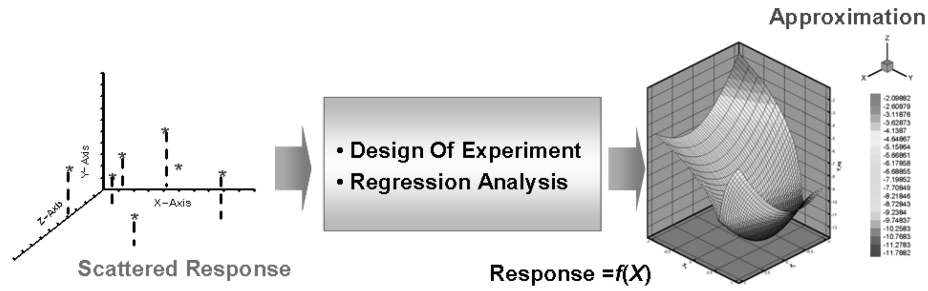 Approximation
Z
X
Y
-2.09882
-2.60879
-3.11876
-3.62873
-4.1387
-4.64867
-5.15864
-5.66861
-6.17858
-6.68855
-7.19852
-7.70849
-8.21846
-8.72843
-9.2384
-9.74837
-10.2583
-10.7683
-11.2783
-11.7882
Y-Axis
Z-Axis
X-Axis
Scattered Response
• Design Of Experiment
• Regression Analysis
Response =f(X)